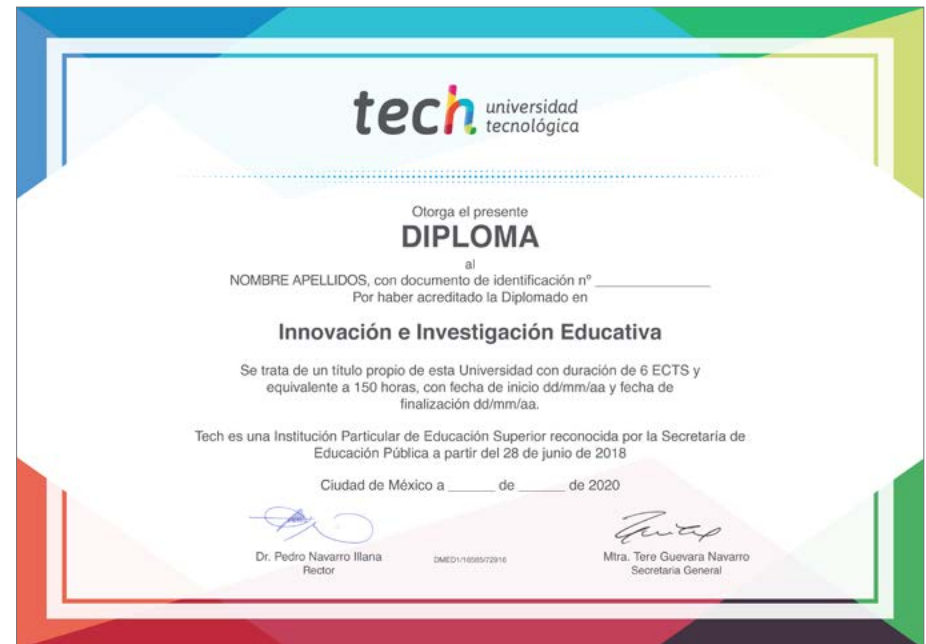 tech universidad
tecnológica
Otorga el presente
DIPLOMA
al
NOMBRE APELLIDOS, con documento de identificación nº ________________
Por haber acreditado la Diplomado en
Innovación e Investigación Educativa
Se trata de un título propio de esta Universidad con duración de 6 ECTS y
equivalente a 150 horas, con fecha de inicio dd/mm/aa y fecha de
finalización dd/mm/aa.
Tech es una Institución Particular de Educación Superior reconocida por la Secretaría de
Educación Pública a partir del 28 de junio de 2018
Ciudad de México a ______ de ______ de 2020
Dr. Pedro Navarro Illana
Rector
Mtra. Tere Guevara Navarro
Secretaria General